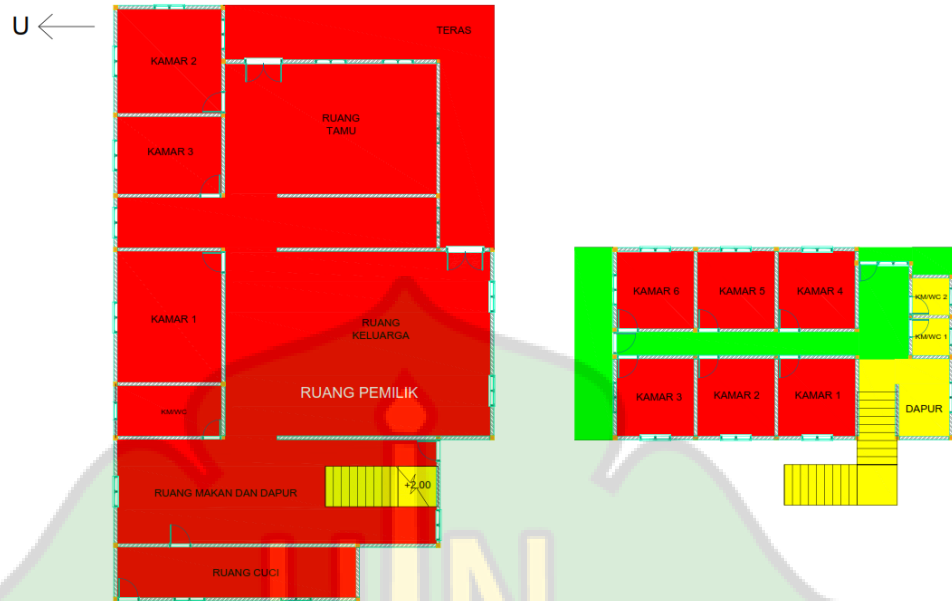 U
TERAS
KAMAR 2
RUANG
TAMU
KAMAR 3
KAMAR 1
RUANG
KELUARGA
RUANG PEMILIK
KM/WC
RUANG MAKAN DAN DAPUR
+2,00
RUANG CUCI
KAMAR 6
KAMAR 5
KAMAR 4
KM/WC 2
KM/WC 1
KAMAR 3
KAMAR 2
KAMAR 1
DAPUR
UIN